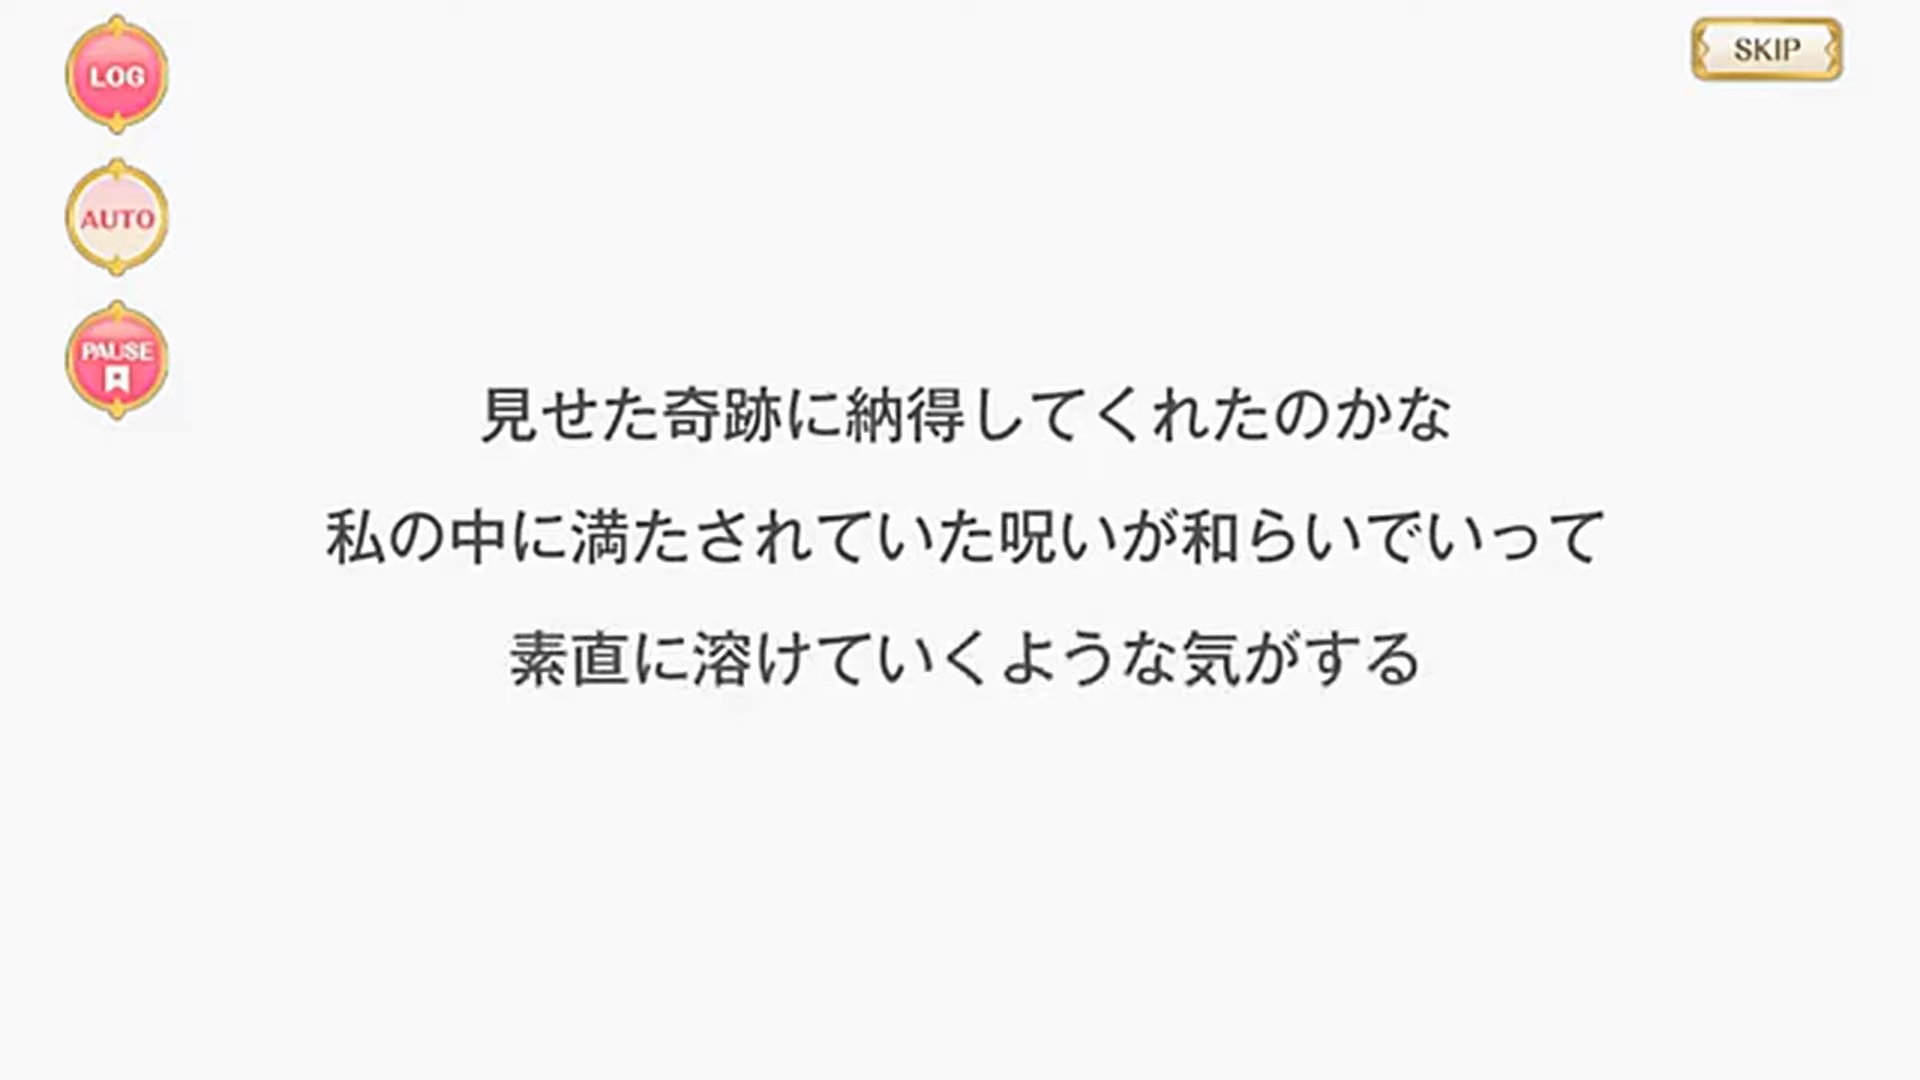 LOG
SKIP
AUTO
PAUSE
見せた奇跡に納得してくれたのかな
私の中に満たされていた呪いが和らいでいって
素直に溶けていくような気がする